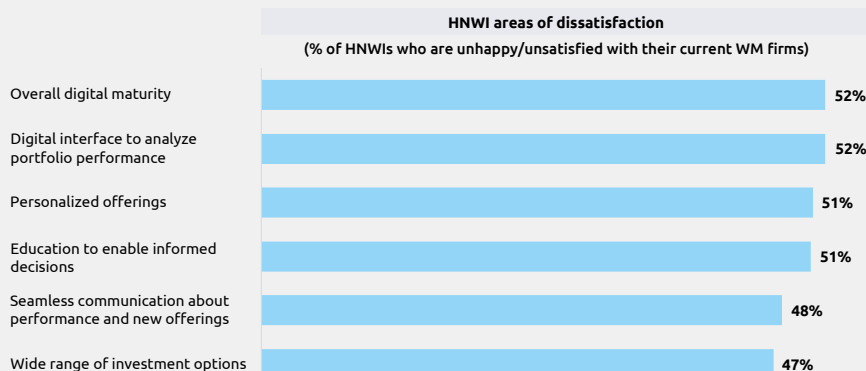 HNWI areas of dissatisfaction
(% of HNWIs who are unhappy/unsatisfied with their current WM firms)
Overall digital maturity
52%
Digital interface to analyze
portfolio performance
52%
Personalized offerings
51%
Education to enable informed
decisions
51%
Seamless communication about
performance and new offerings
48%
Wide range of investment options
47%